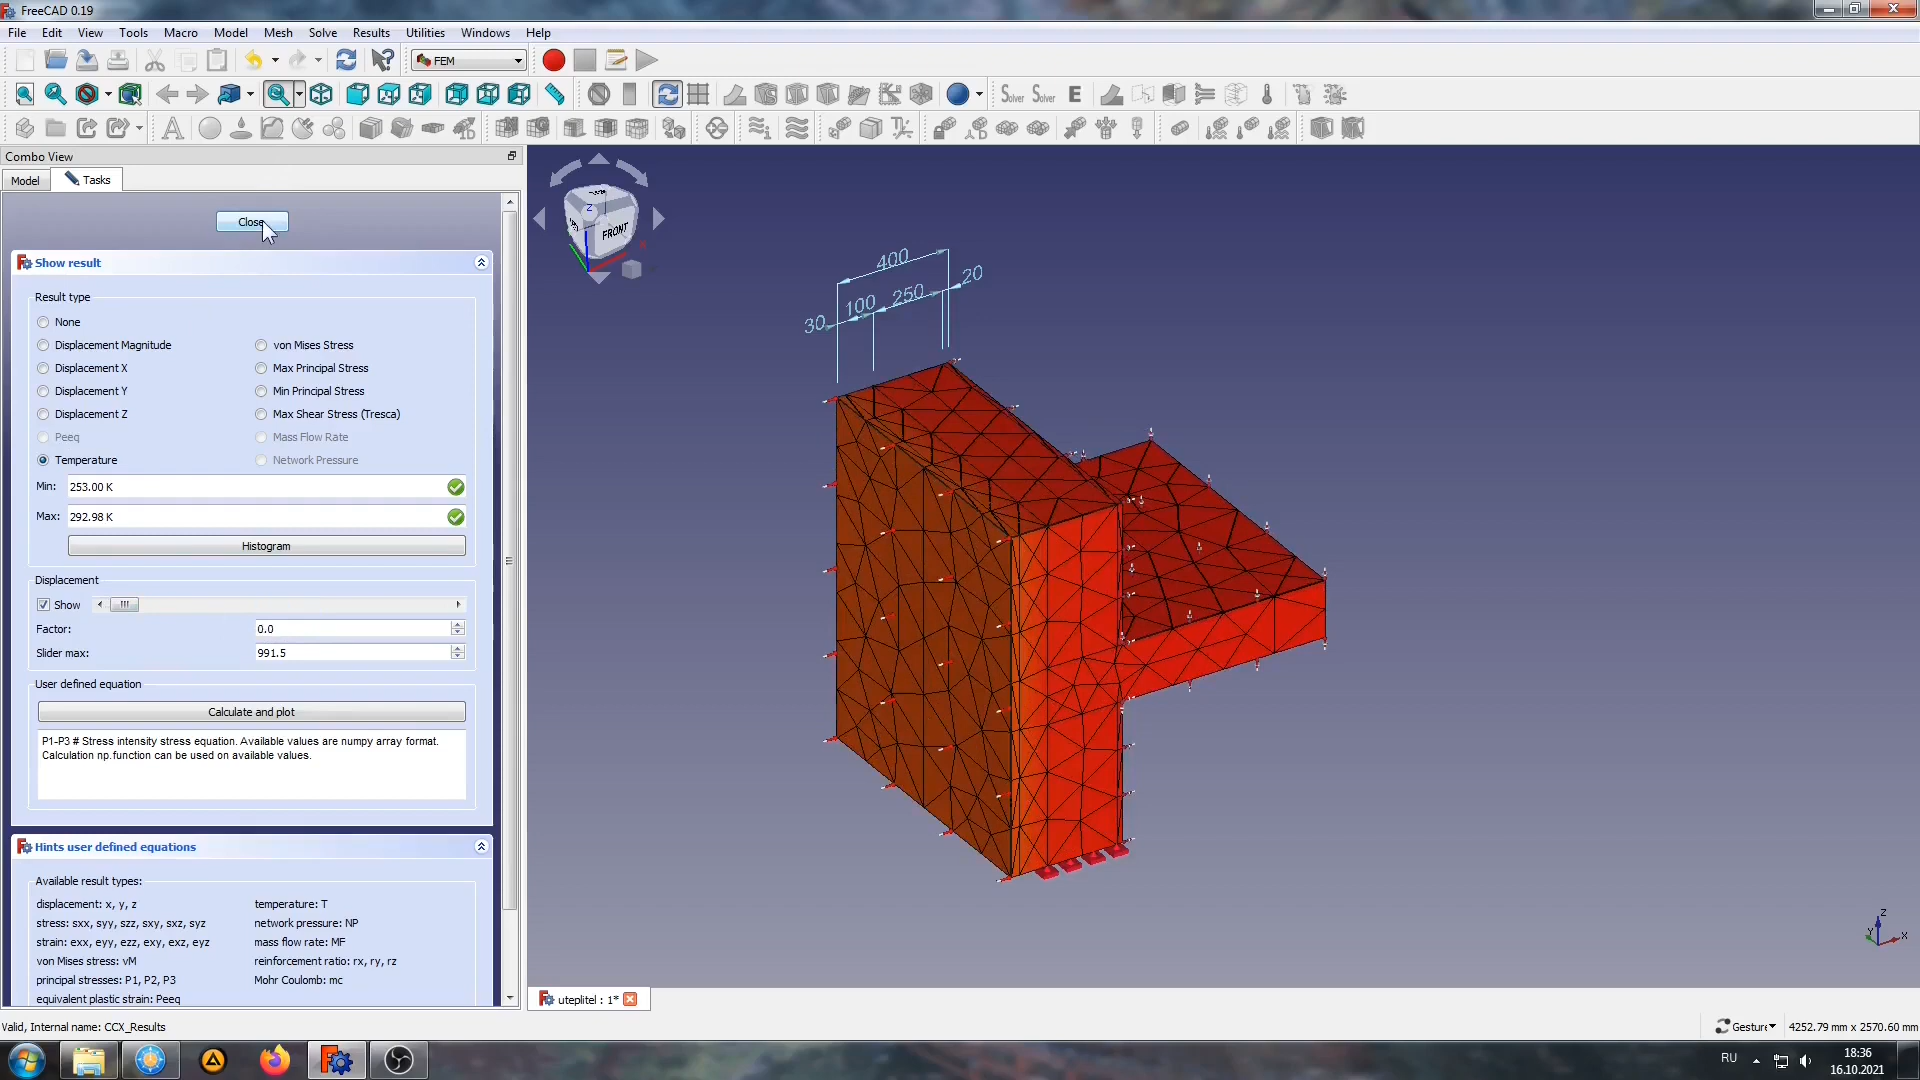 FreeCAD 0.19
File Edit View Tools Macro Model Mesh Solve Results Utilities Windows Help
FEM
Solver Solver E
A 1D
Combo View
Model Tasks
Close
Show result
Result type
None
Displacement Magnitude von Mises Stress
Displacement X Max Principal Stress
Displacement Y Min Principal Stress
Displacement Z Max Shear Stress (Tresca)
Peeq Mass Flow Rate
Temperature Network Pressure
Min: 253.00 K
Max: 292.98 K
Histogram
Displacement
Show
Factor: 0.0
Slider max: 991.5
User defined equation
Calculate and plot
P1-P3 # Stress intensity stress equation. Available values are numpy array format.
Calculation np.function can be used on available values.
Hints user defined equations
Available result types:
displacement: x, y, z temperature: T
stress: sxx, syy, szz, sxy, sxz, syz network pressure: NP
strain: exx, eyy, ezz, exy, exz, eyz mass flow rate: MF
von Mises stress: vM reinforcement ratio: rx, ry, rz
principal stresses: P1, P2, P3 Mohr Coulomb: mc
equivalent plastic strain: Peeq
Z
FRONT
X
400
30 100 250 20
Z
Y X
uteplitel : 1*
Valid, Internal name: CCX_Results
Gesture 4252.79 mm x 2570.60 mm
RU
18:36
16.10.2021